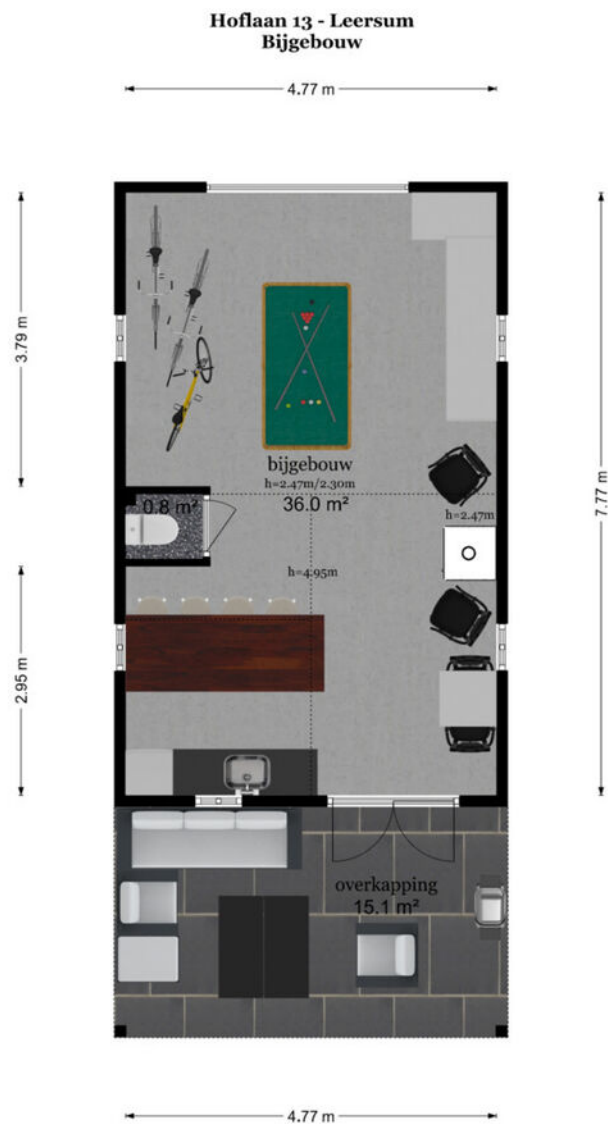 Hoflaan 13 - Leersum
Bijgebouw
4.77 m
3.79 m
7.77 m
bijgebouw
h=2.47m/2.30m
0.8 m²
36.0 m²
h=2.47m
h=4.95m
2.95 m
overkapping
15.1 m²
4.77 m